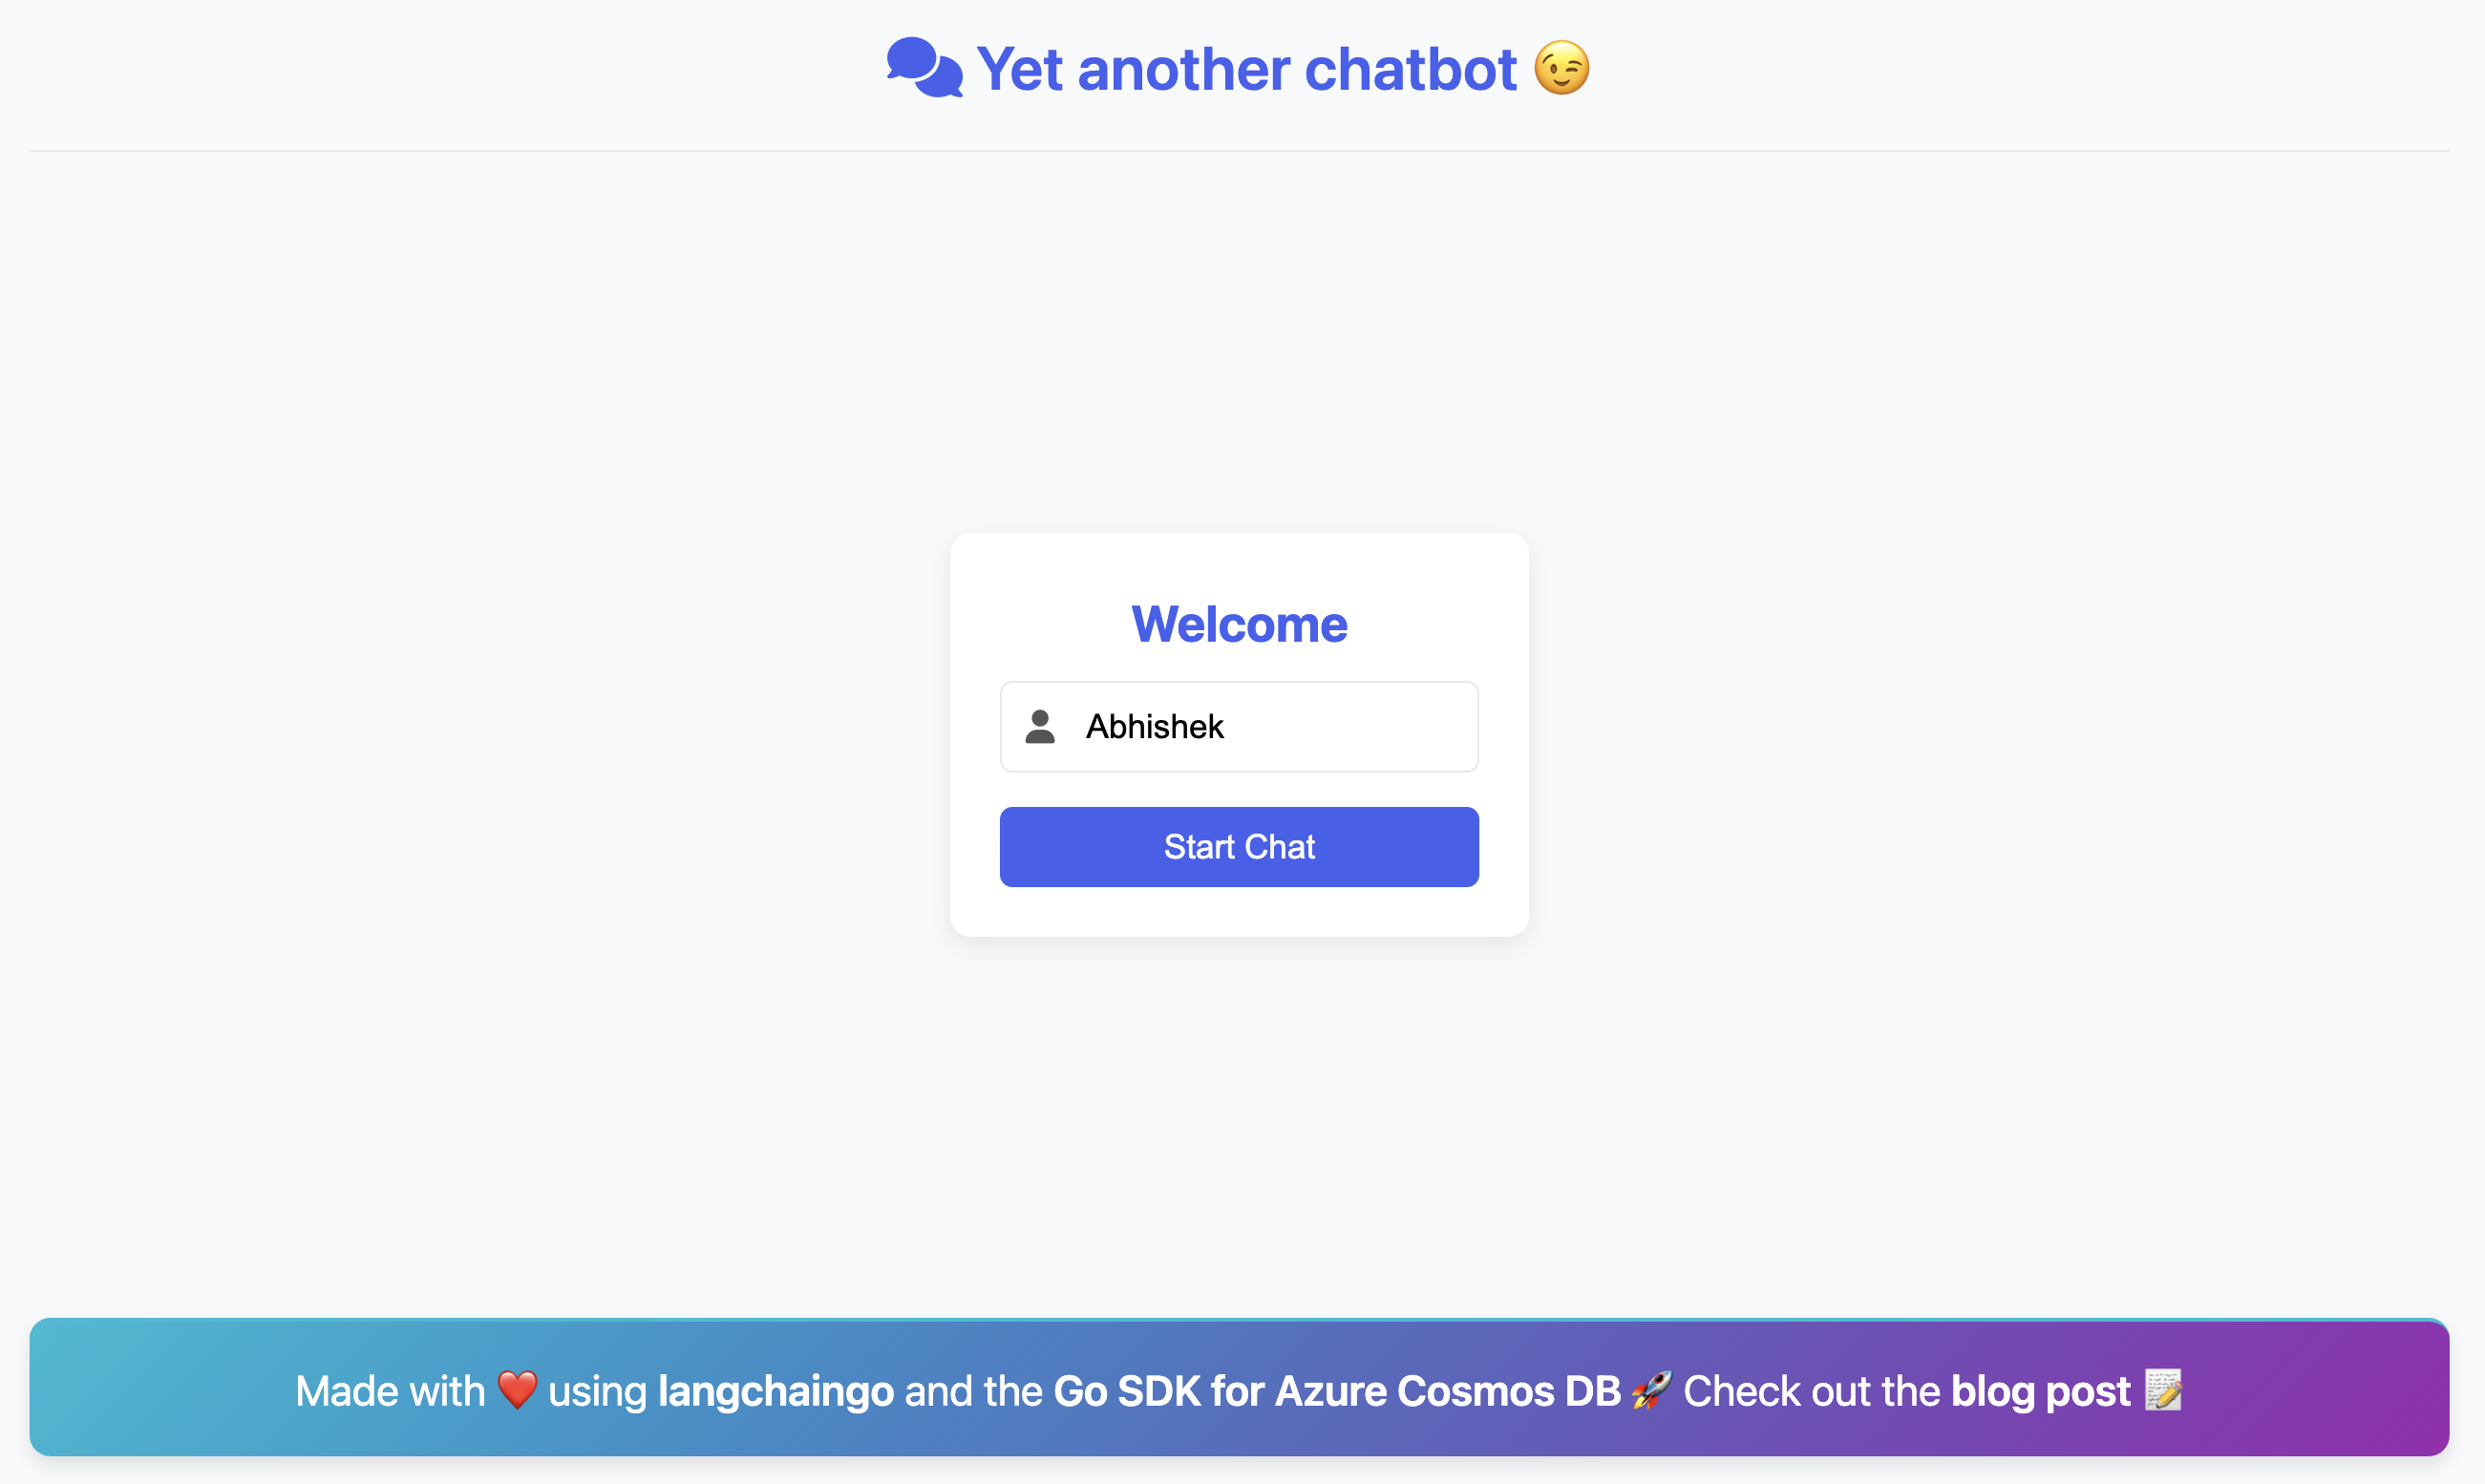 Yet another chatbot 😉
Welcome
Abhishek
Start Chat
Made with ❤️ using langchaingo and the Go SDK for Azure Cosmos DB 🚀 Check out the blog post 📝